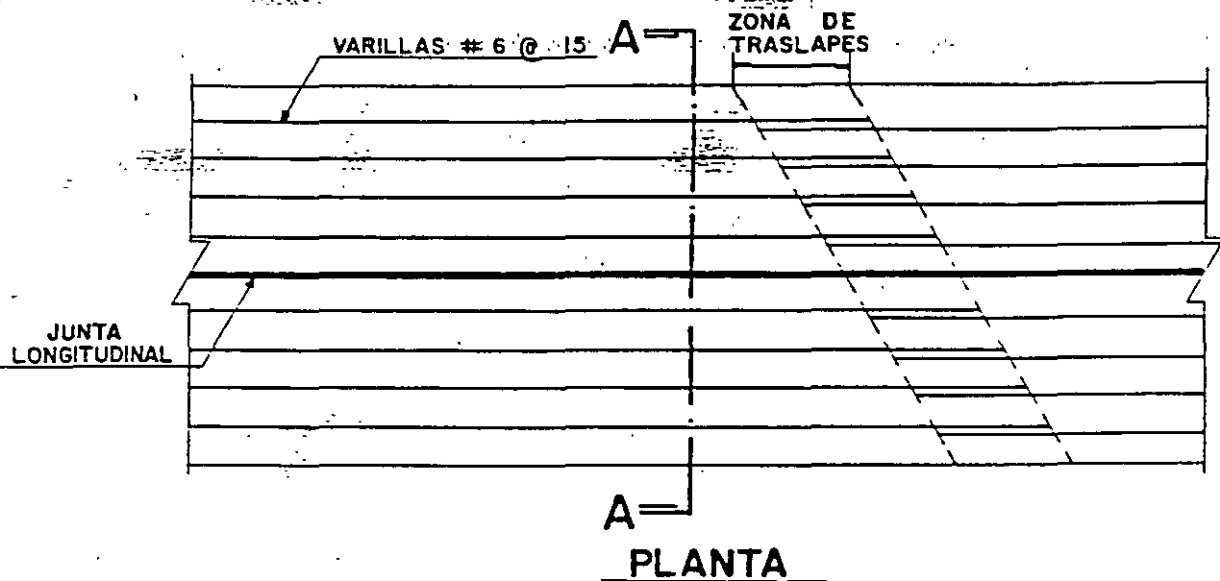 ZONA DE
TRASLAPES
VARILLAS # 6 @ 15
A
JUNTA
LONGITUDINAL
A
PLANTA